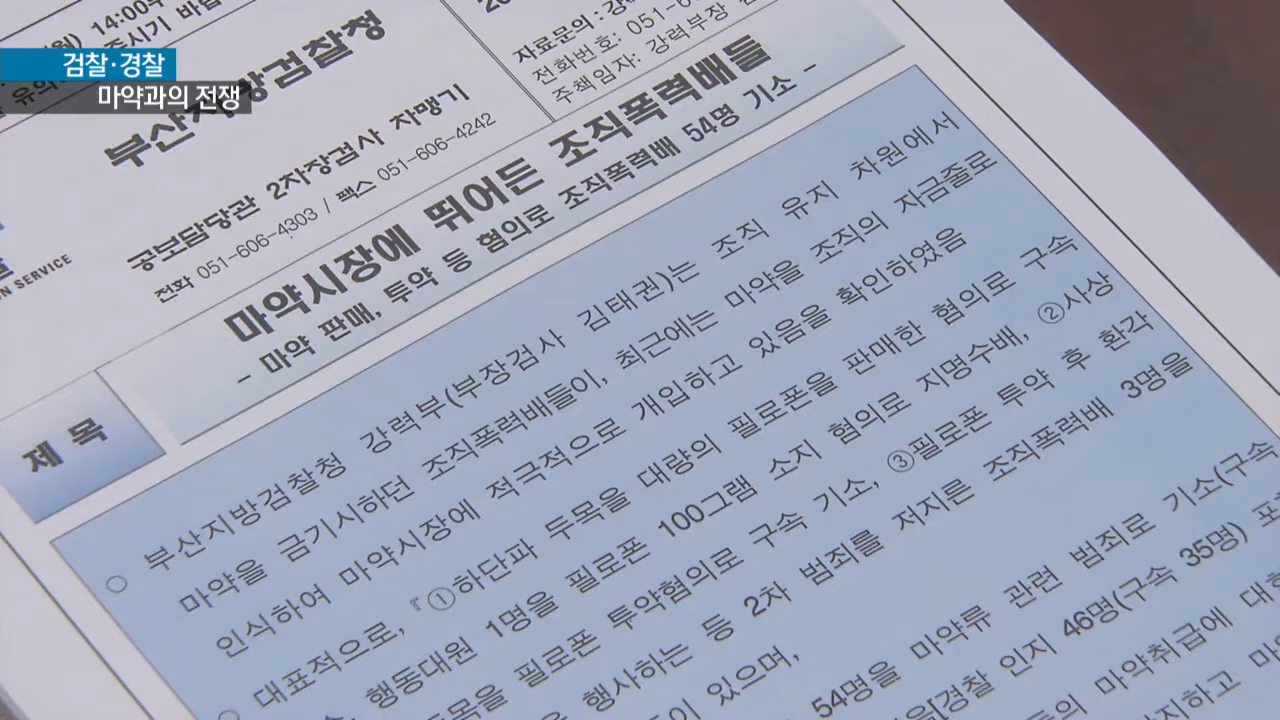 검찰·경찰
마약과의 전쟁
14:00
부산지방검찰청
공보담당관 2차장검사 차맹기
전화 051-606-4303 / 팩스 051-606-4242
자료문의 :
전화번호: 051-6
주책임자: 강력부장
N SERVICE
제 목
마약시장에 뛰어든 조직폭력배들
- 마약 판매, 투약 등 혐의로 조직폭력배 54명 기소 -
○ 부산지방검찰청 강력부(부장검사 김태권)는 조직 유지 차원에서
마약을 금기시하던 조직폭력배들이, 최근에는 마약을 조직의 자금줄로
인식하여 마약시장에 적극적으로 개입하고 있음을 확인하였음
○ 대표적으로, 『①하단파 두목을 대량의 필로폰을 판매한 혐의로 구속
행동대원 1명을 필로폰 100그램 소지 혐의로 지명수배, ②사상
두목을 필로폰 투약혐의로 구속 기소, ③필로폰 투약 후 환각
행사하는 등 2차 범죄를 저지른 조직폭력배 3명을
이 있으며,
54명을 마약류 관련 범죄로 기소(구속
[경찰 인지 46명(구속 35명)
의 마약취급에